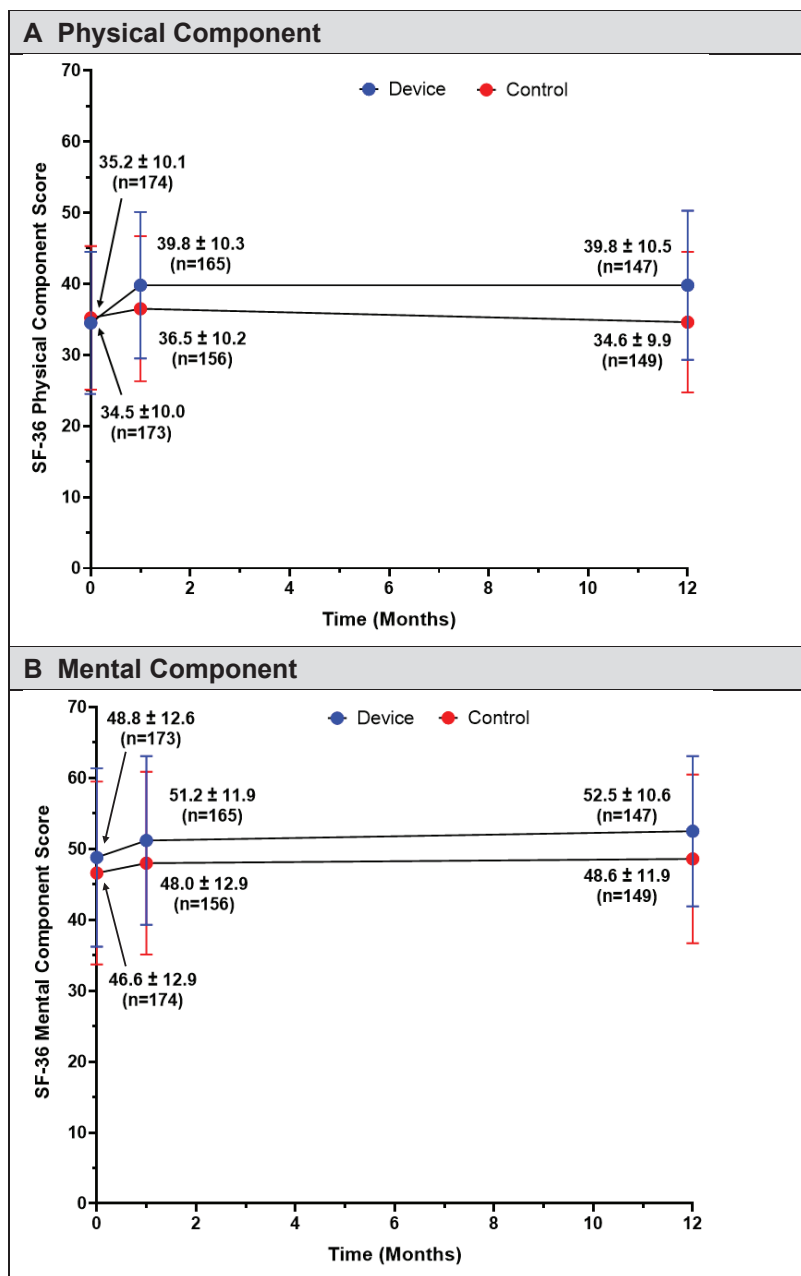 A Physical Component
Device Control
70
60
50
40
30
20
10
0
SF-36 Physical Component Score
35.2 ± 10.1
(n=174)
39.8 ± 10.3
(n=165)
39.8 ± 10.5
(n=147)
36.5 ± 10.2
(n=156)
34.6 ± 9.9
(n=149)
34.5 ±10.0
(n=173)
0 2 4 6 8 10 12
Time (Months)
B Mental Component
Device Control
70
60
50
40
30
20
10
0
SF-36 Mental Component Score
48.8 ± 12.6
(n=173)
51.2 ± 11.9
(n=165)
52.5 ± 10.6
(n=147)
48.0 ± 12.9
(n=156)
48.6 ± 11.9
(n=149)
46.6 ± 12.9
(n=174)
0 2 4 6 8 10 12
Time (Months)